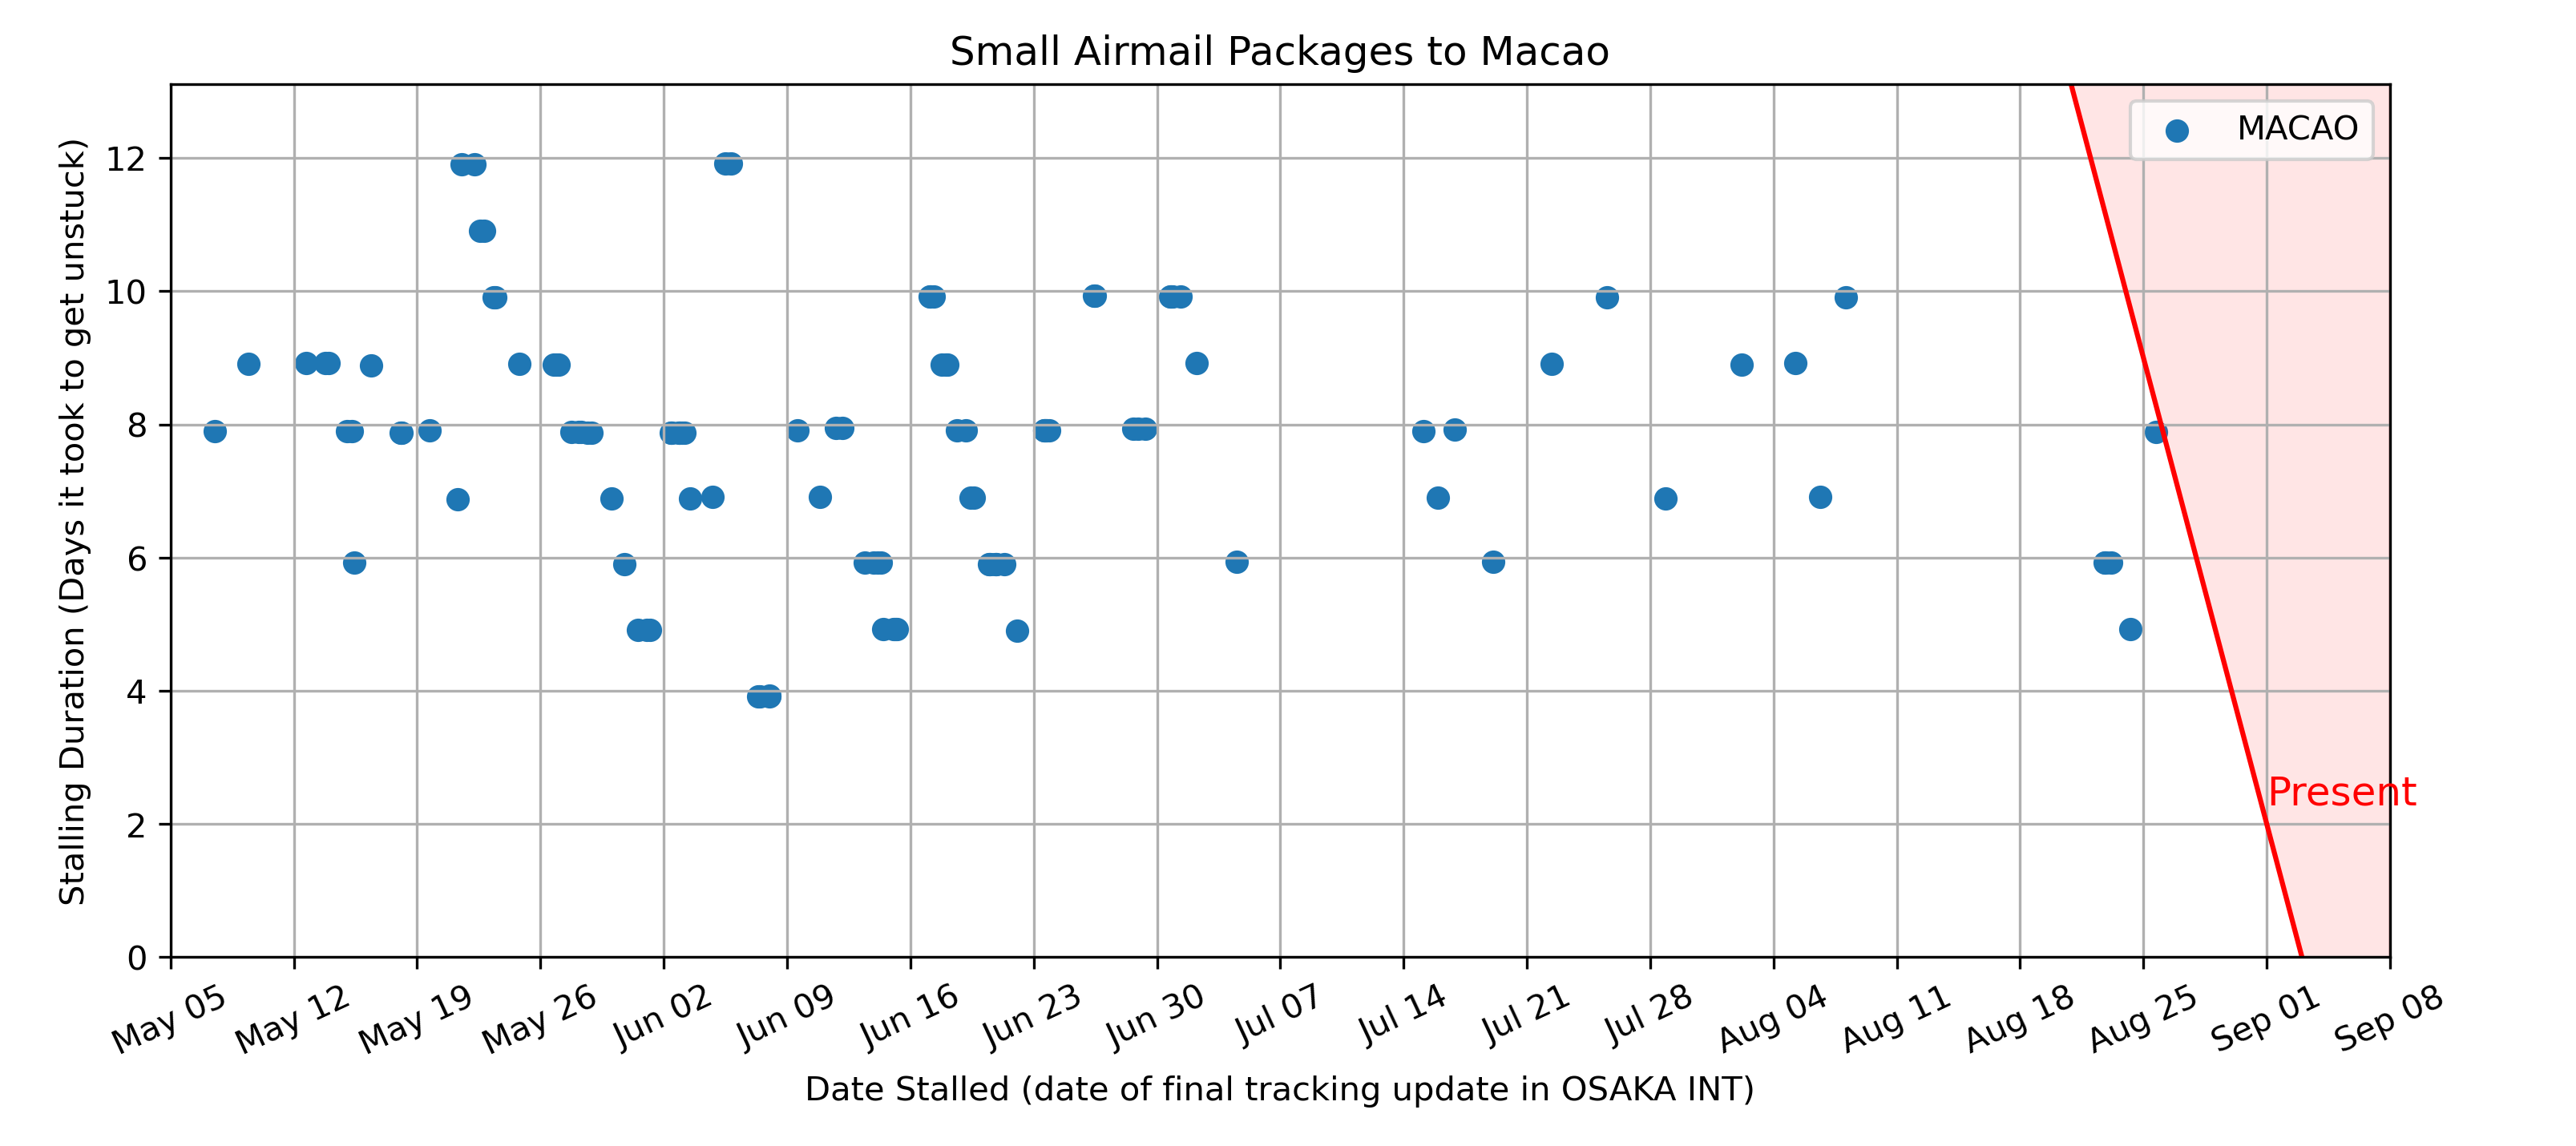 Small Airmail Packages to Macao
MACAO
Stalling Duration (Days it took to get unstuck)
12
10
8
6
4
2
0
Present
May 05
May 12
May 19
May 26
Jun 02
Jun 09
Jun 16
Jun 23
Jun 30
Jul 07
Jul 14
Jul 21
Jul 28
Aug 04
Aug 11
Aug 18
Aug 25
Sep 01
Sep 08
Date Stalled (date of final tracking update in OSAKA INT)